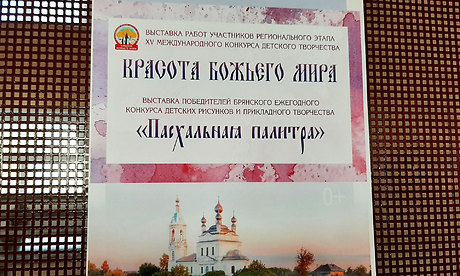 ВЫСТАВКА РАБОТ УЧАСТНИКОВ РЕГИОНАЛЬНОГО ЭТАПА
XV МЕЖДУНАРОДНОГО КОНКУРСА ДЕТСКОГО ТВОРЧЕСТВА
КРАСОТА БОЖЬЕГО МИРА
ВЫСТАВКА ПОБЕДИТЕЛЕЙ БРЯНСКОГО ЕЖЕГОДНОГО
КОНКУРСА ДЕТСКИХ РИСУНКОВ И ПРИКЛАДНОГО ТВОРЧЕСТВА
«Пасхальная палитра»
0+